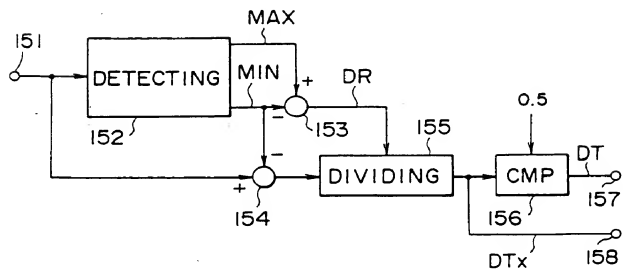 151
MAX
DETECTING
MIN
DR
+
-
153
152
155
0.5
-
+
154
DIVIDING
CMP
DT
156
157
DTx
158